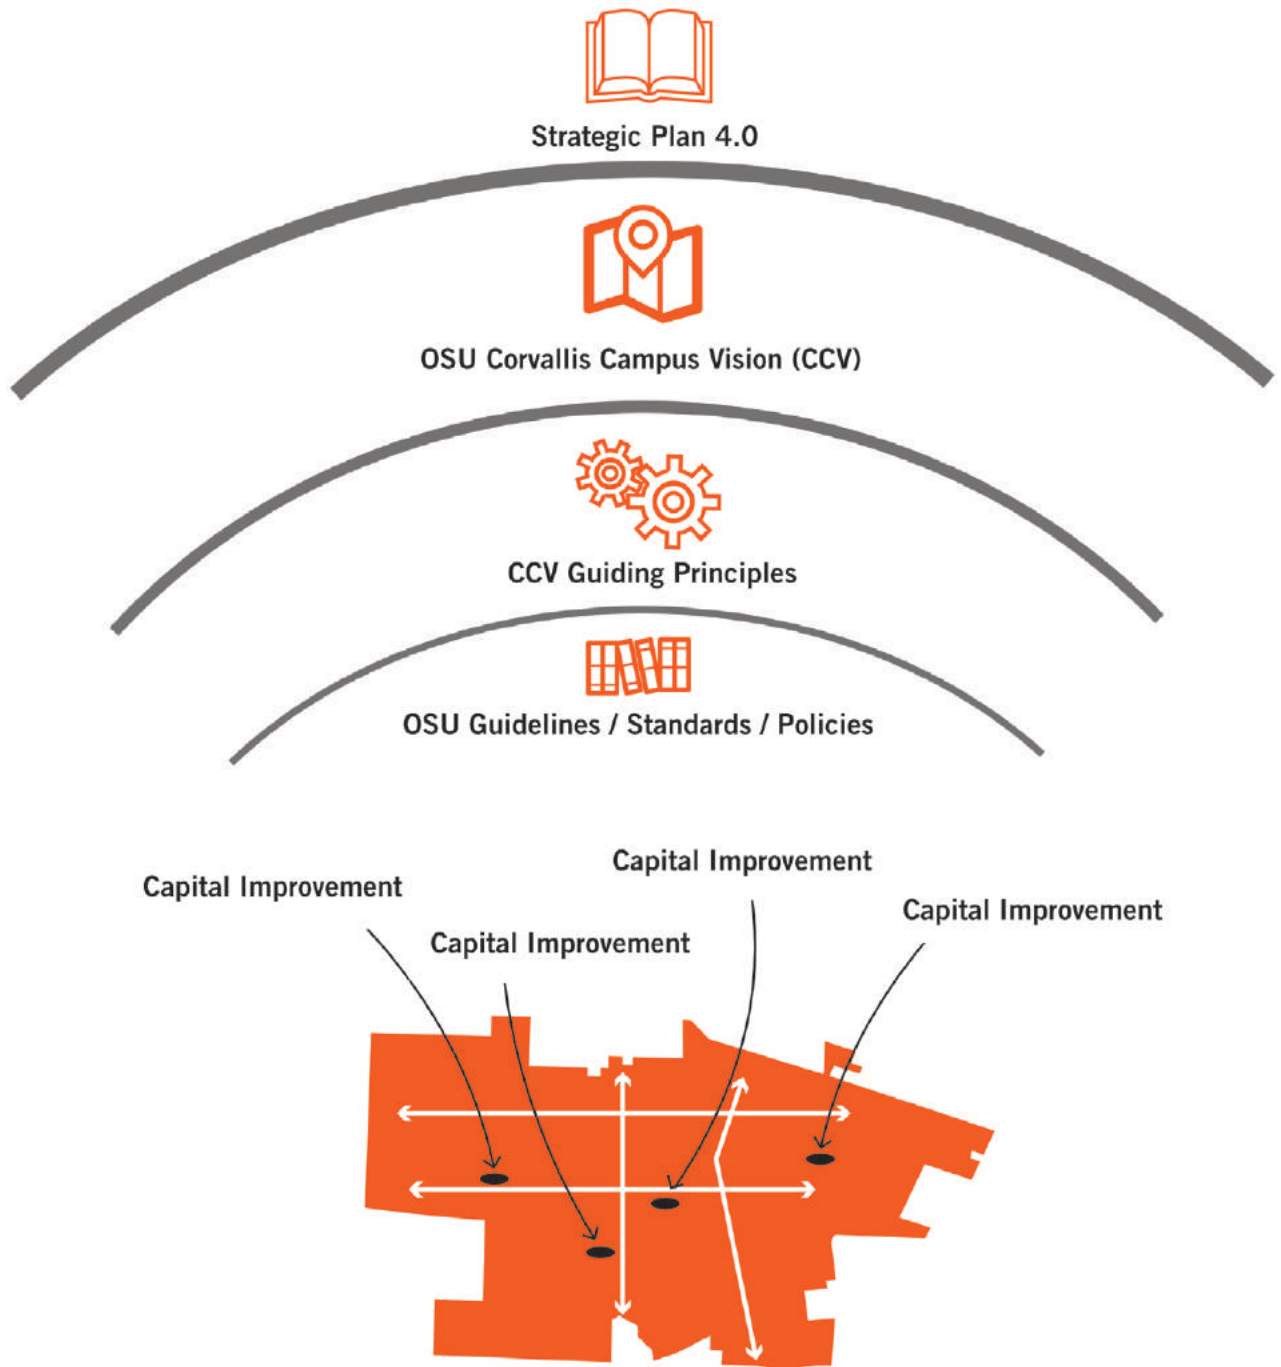 Strategic Plan 4.0
OSU Corvallis Campus Vision (CCV)
CCV Guiding Principles
OSU Guidelines / Standards / Policies
Capital Improvement
Capital Improvement
Capital Improvement
Capital Improvement